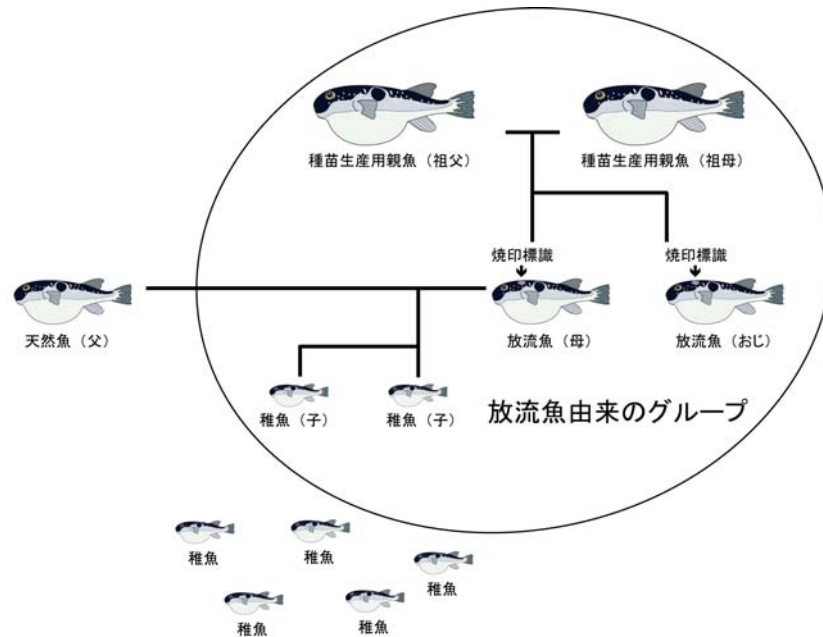 種苗生産用親魚（祖父）
種苗生産用親魚（祖母）
焼印標識
焼印標識
天然魚（父）
放流魚（母）
放流魚（おじ）
稚魚（子）
稚魚（子）
放流魚由来のグループ
稚魚
稚魚
稚魚
稚魚
稚魚